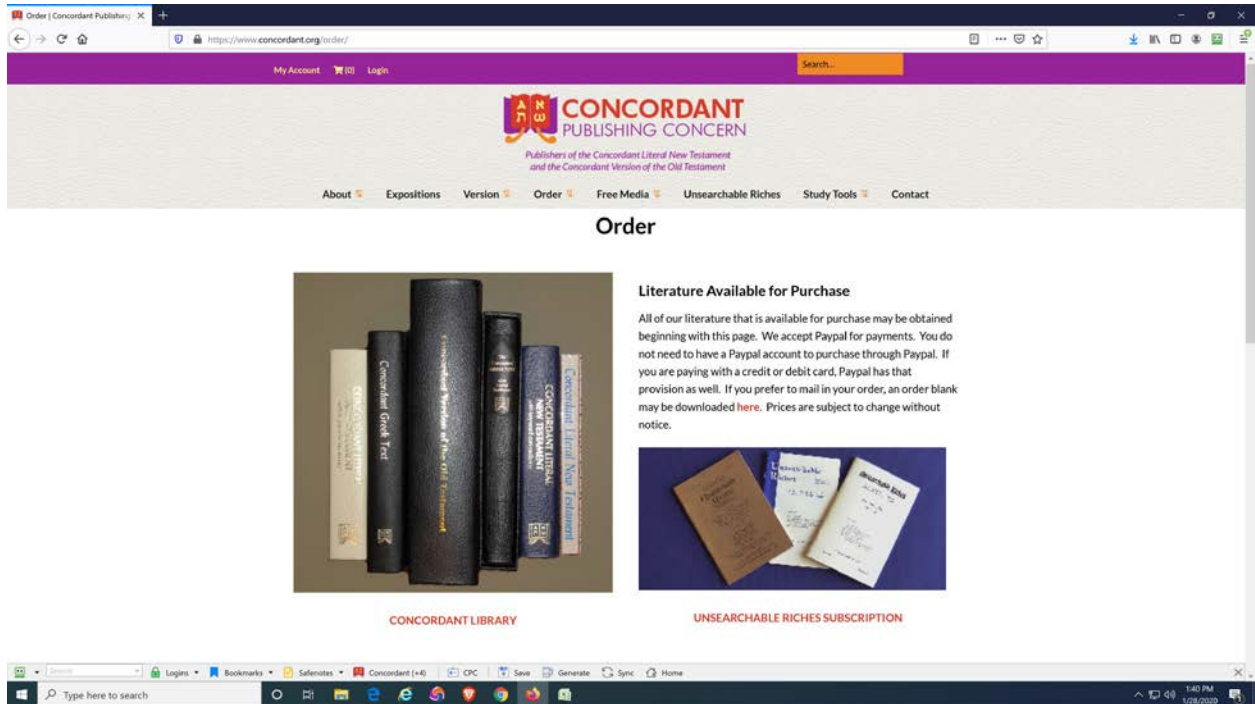 Order | Concordant Publishing
https://www.concordant.org/order/
My Account (0) Login
Search...
CONCORDANT
PUBLISHING CONCERN
Publishers of the Concordant Literal New Testament
and the Concordant Version of the Old Testament
About Expositions Version Order Free Media Unsearchable Riches Study Tools Contact
Order
Literature Available for Purchase
All of our literature that is available for purchase may be obtained
beginning with this page. We accept Paypal for payments. You do
not need to have a Paypal account to purchase through Paypal. If
you are paying with a credit or debit card, Paypal has that
provision as well. If you prefer to mail in your order, an order blank
may be downloaded here. Prices are subject to change without
notice.
Concordant Greek Text
Concordant Version of the Old Testament
CONCORDANT LITERAL
NEW TESTAMENT
Concordant Literal New Testament
Unsearchable Riches
CONCORDANT LIBRARY
UNSEARCHABLE RICHES SUBSCRIPTION
Search Logins Bookmarks Safenotes Concordant (+4) CPC Save Generate Sync Home
Type here to search
1:40 PM
1/28/2020